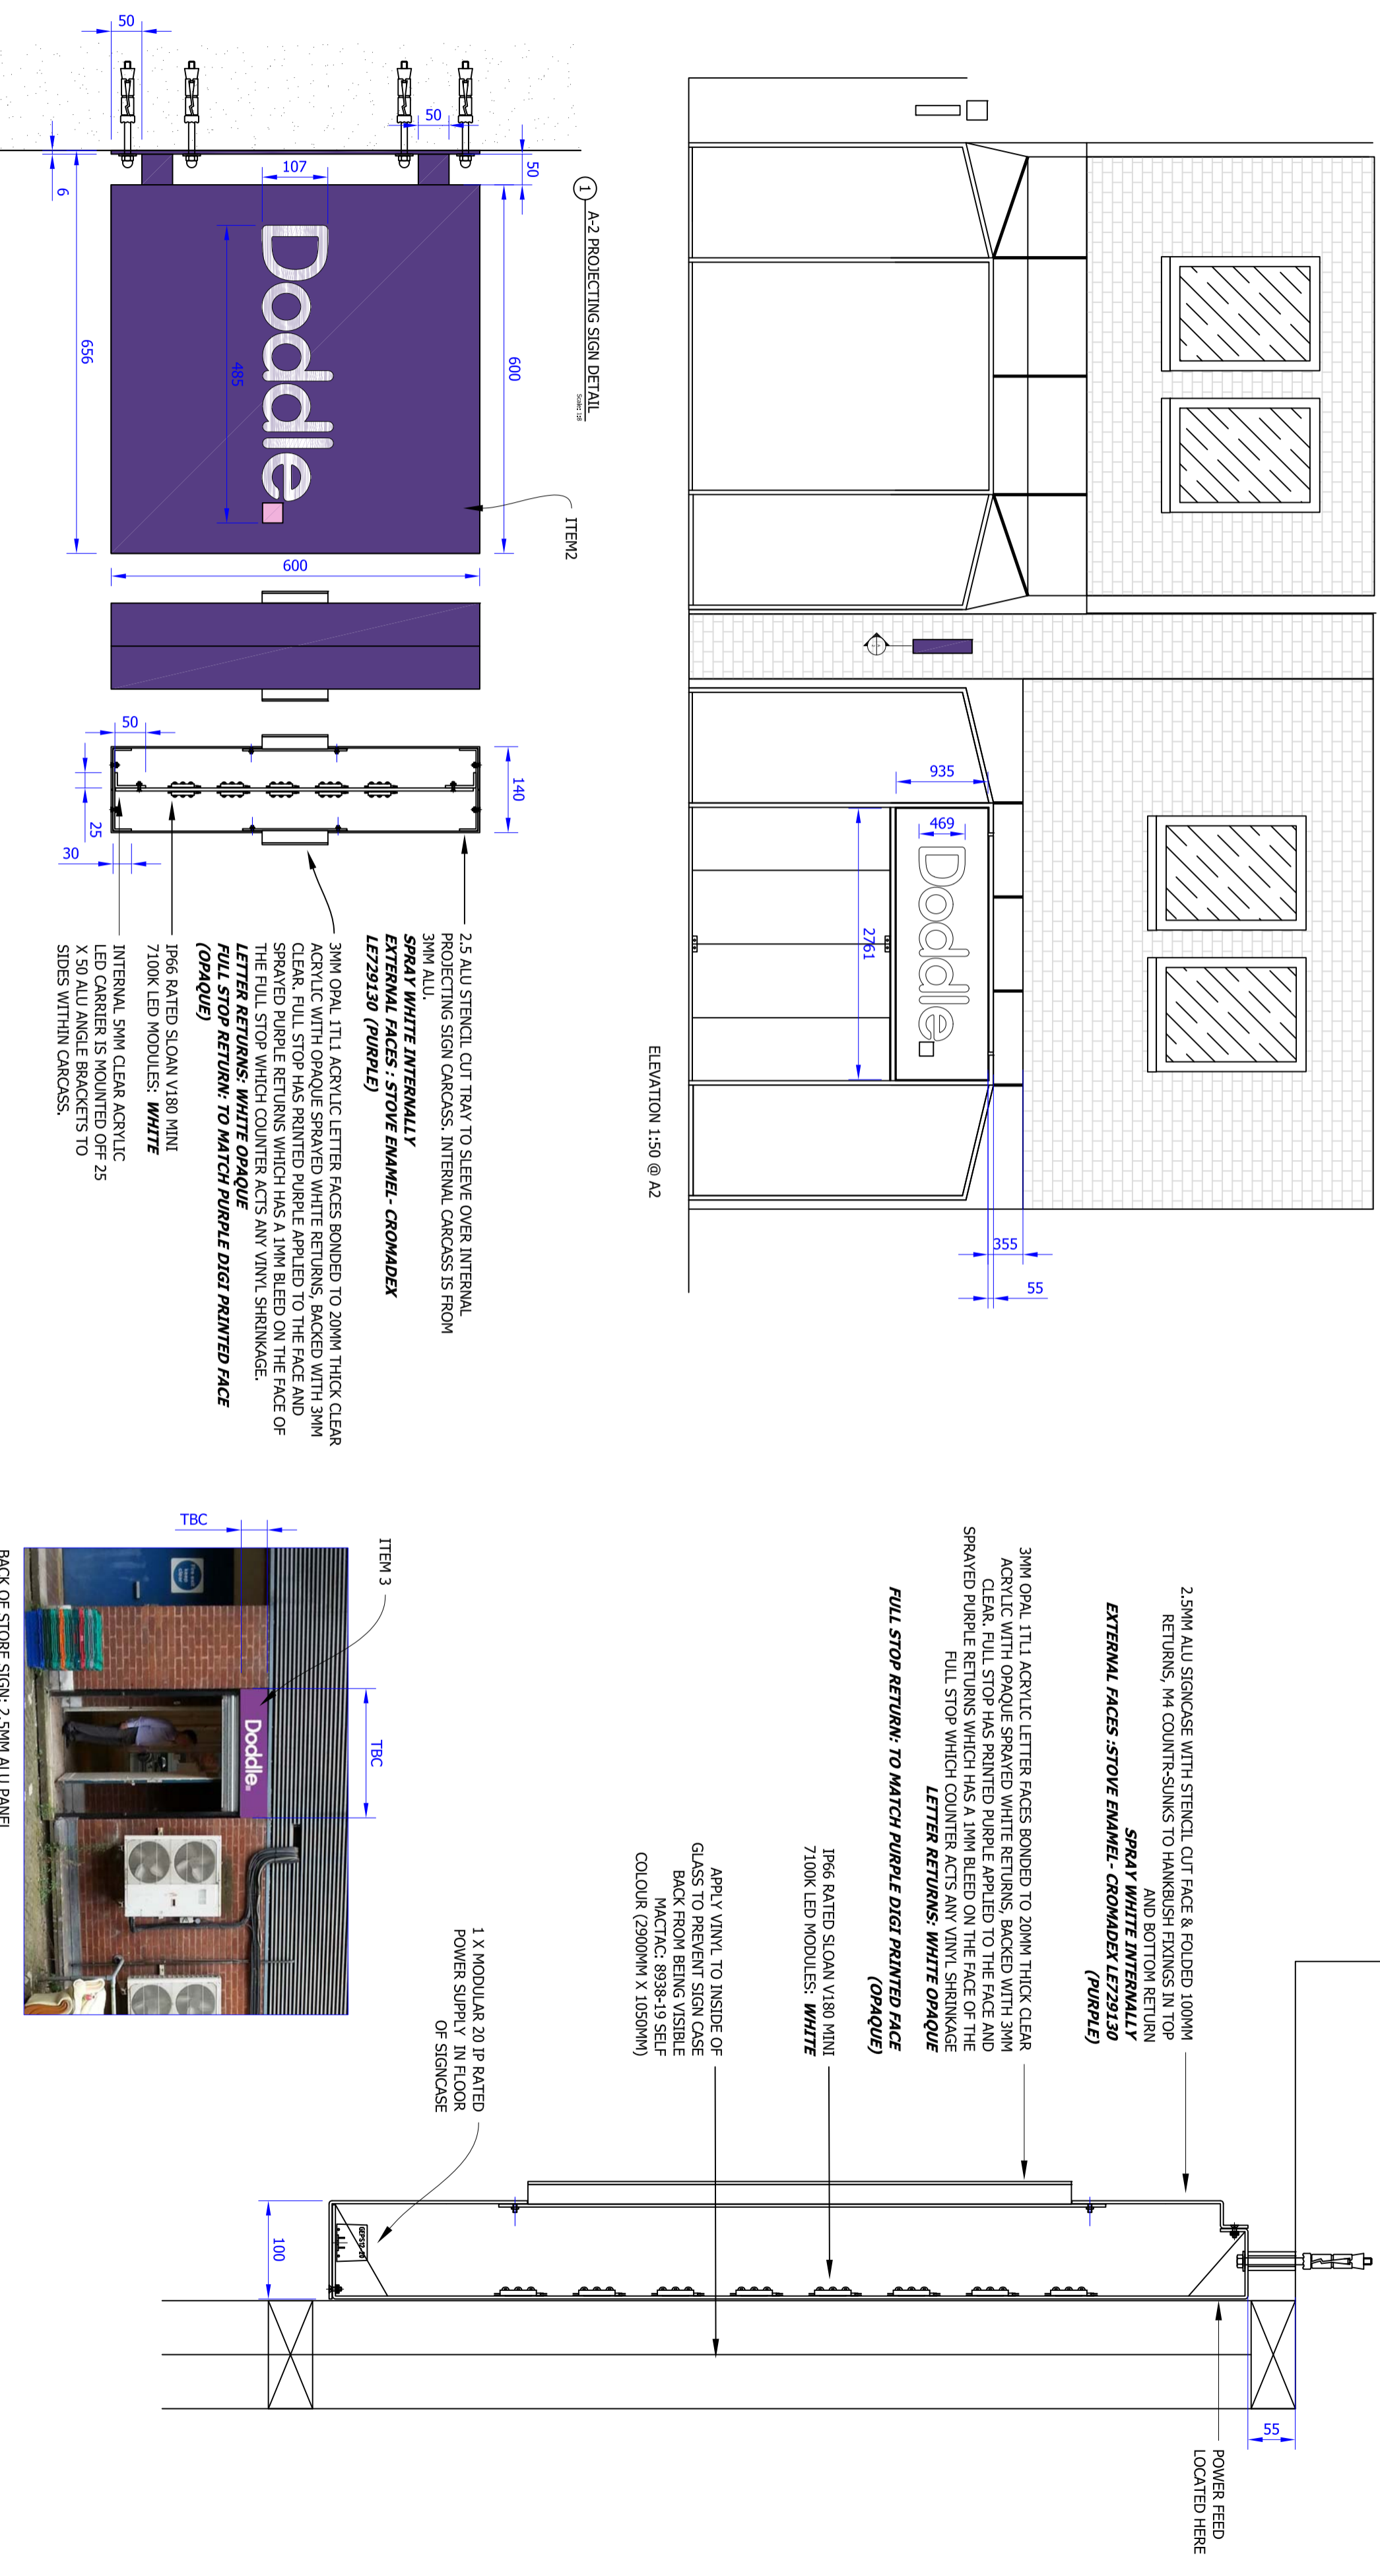 ELEVATION 1:50 @ A2
Doddle.
935
469
2761
355
55
1
A-2 PROJECTING SIGN DETAIL
Scale: 1:8
ITEM2
Doddle
50
50
50
6
107
485
600
656
600
140
50
25
30
2.5 ALU STENCIL CUT TRAY TO SLEEVE OVER INTERNAL
PROJECTING SIGN CARCASS. INTERNAL CARCASS IS FROM
3MM ALU.
SPRAY WHITE INTERNALLY
EXTERNAL FACES : STOVE ENAMEL- CROMADEX
LE729130 (PURPLE)
3MM OPAL 1TL1 ACRYLIC LETTER FACES BONDED TO 20MM THICK CLEAR
ACRYLIC WITH OPAQUE SPRAYED WHITE RETURNS, BACKED WITH 3MM
CLEAR. FULL STOP HAS PRINTED PURPLE APPLIED TO THE FACE AND
SPRAYED PURPLE RETURNS WHICH HAS A 1MM BLEED ON THE FACE OF
THE FULL STOP WHICH COUNTER ACTS ANY VINYL SHRINKAGE.
LETTER RETURNS: WHITE OPAQUE
FULL STOP RETURN: TO MATCH PURPLE DIGI PRINTED FACE
(OPAQUE)
IP66 RATED SLOAN V180 MINI
7100K LED MODULES: WHITE
INTERNAL 5MM CLEAR ACRYLIC
LED CARRIER IS MOUNTED OFF 25
X 50 ALU ANGLE BRACKETS TO
SIDES WITHIN CARCASS.
2.5MM ALU SIGNCASE WITH STENCIL CUT FACE & FOLDED 100MM
RETURNS, M4 COUNTR-SUNKS TO HANKBUSH FIXINGS IN TOP
AND BOTTOM RETURN
SPRAY WHITE INTERNALLY
EXTERNAL FACES :STOVE ENAMEL- CROMADEX LE729130
(PURPLE)
3MM OPAL 1TL1 ACRYLIC LETTER FACES BONDED TO 20MM THICK CLEAR
ACRYLIC WITH OPAQUE SPRAYED WHITE RETURNS, BACKED WITH 3MM
CLEAR. FULL STOP HAS PRINTED PURPLE APPLIED TO THE FACE AND
SPRAYED PURPLE RETURNS WHICH HAS A 1MM BLEED ON THE FACE OF THE
FULL STOP WHICH COUNTER ACTS ANY VINYL SHRINKAGE
LETTER RETURNS: WHITE OPAQUE
FULL STOP RETURN: TO MATCH PURPLE DIGI PRINTED FACE
(OPAQUE)
IP66 RATED SLOAN V180 MINI
7100K LED MODULES: WHITE
APPLY VINYL TO INSIDE OF
GLASS TO PREVENT SIGN CASE
BACK FROM BEING VISIBLE
MACTAC: 8938-19 SELF
COLOUR (2900MM X 1050MM)
1 X MODULAR 20 IP RATED
POWER SUPPLY IN FLOOR
OF SIGNCASE
100
55
POWER FEED
LOCATED HERE
ITEM 3
TBC
TBC
Doddle.
BACK OF STORE SIGN: 2.5MM ALU PANEL